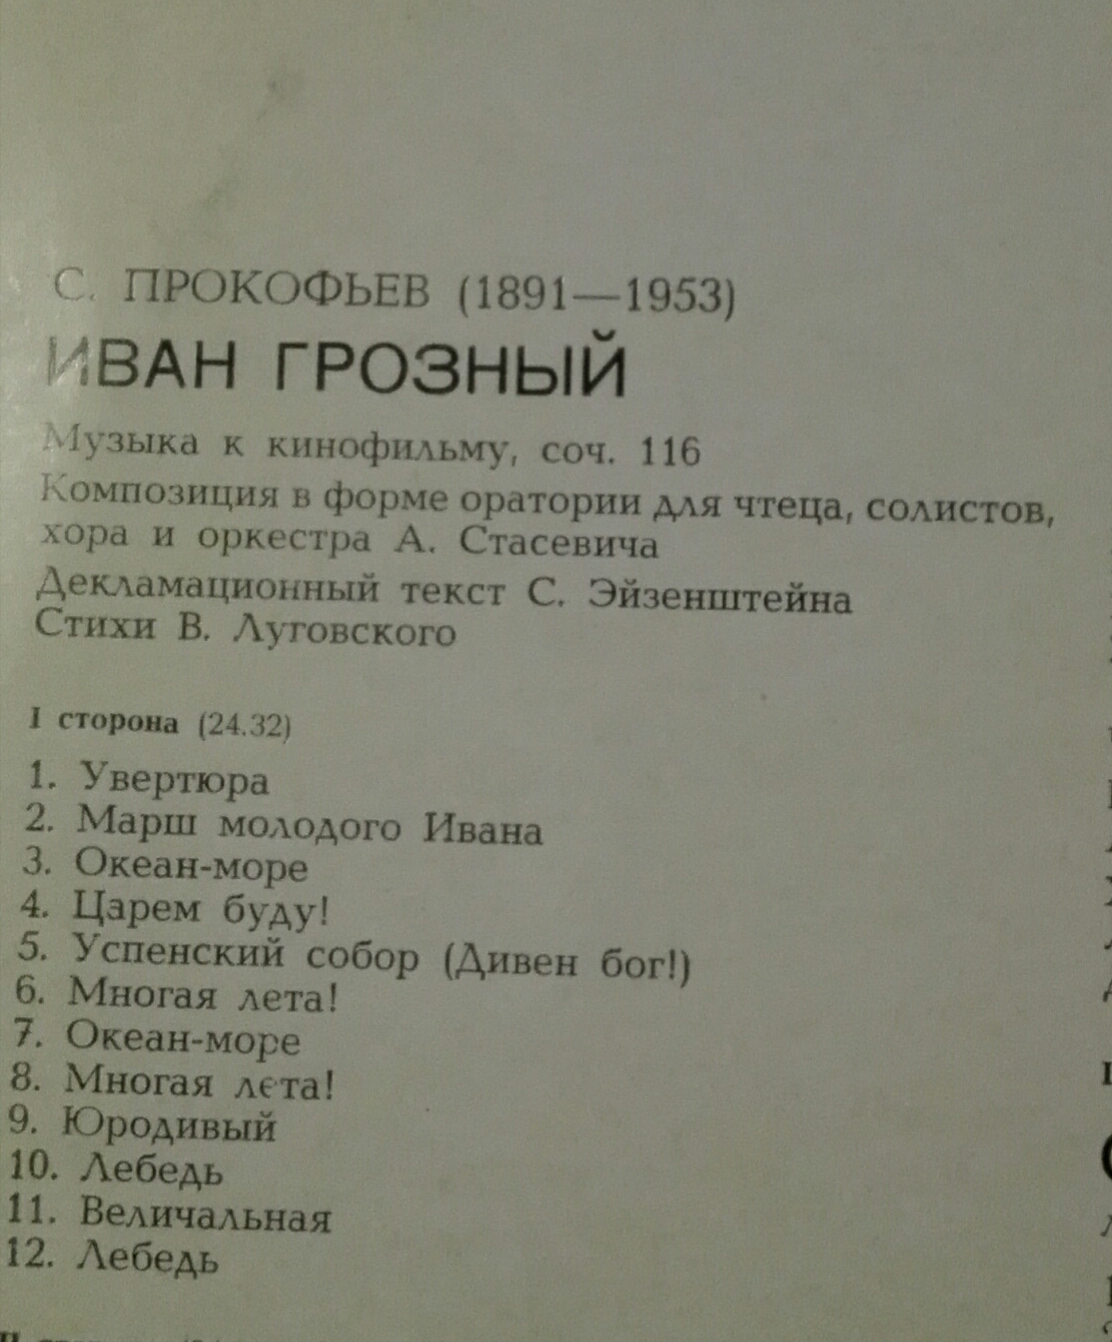 С. ПРОКОФЬЕВ (1891—1953)
ИВАН ГРОЗНЫЙ
Музыка к кинофильму, соч. 116
Композиция в форме оратории для чтеца, солистов,
хора и оркестра А. Стасевича
Декламационный текст С. Эйзенштейна
Стихи В. Луговского
I сторона (24.32)
1. Увертюра
2. Марш молодого Ивана
3. Океан-море
4. Царем буду!
5. Успенский собор (Дивен бог!)
6. Многая лета!
7. Океан-море
8. Многая лета!
9. Юродивый
10. Лебедь
11. Величальная
12. Лебедь